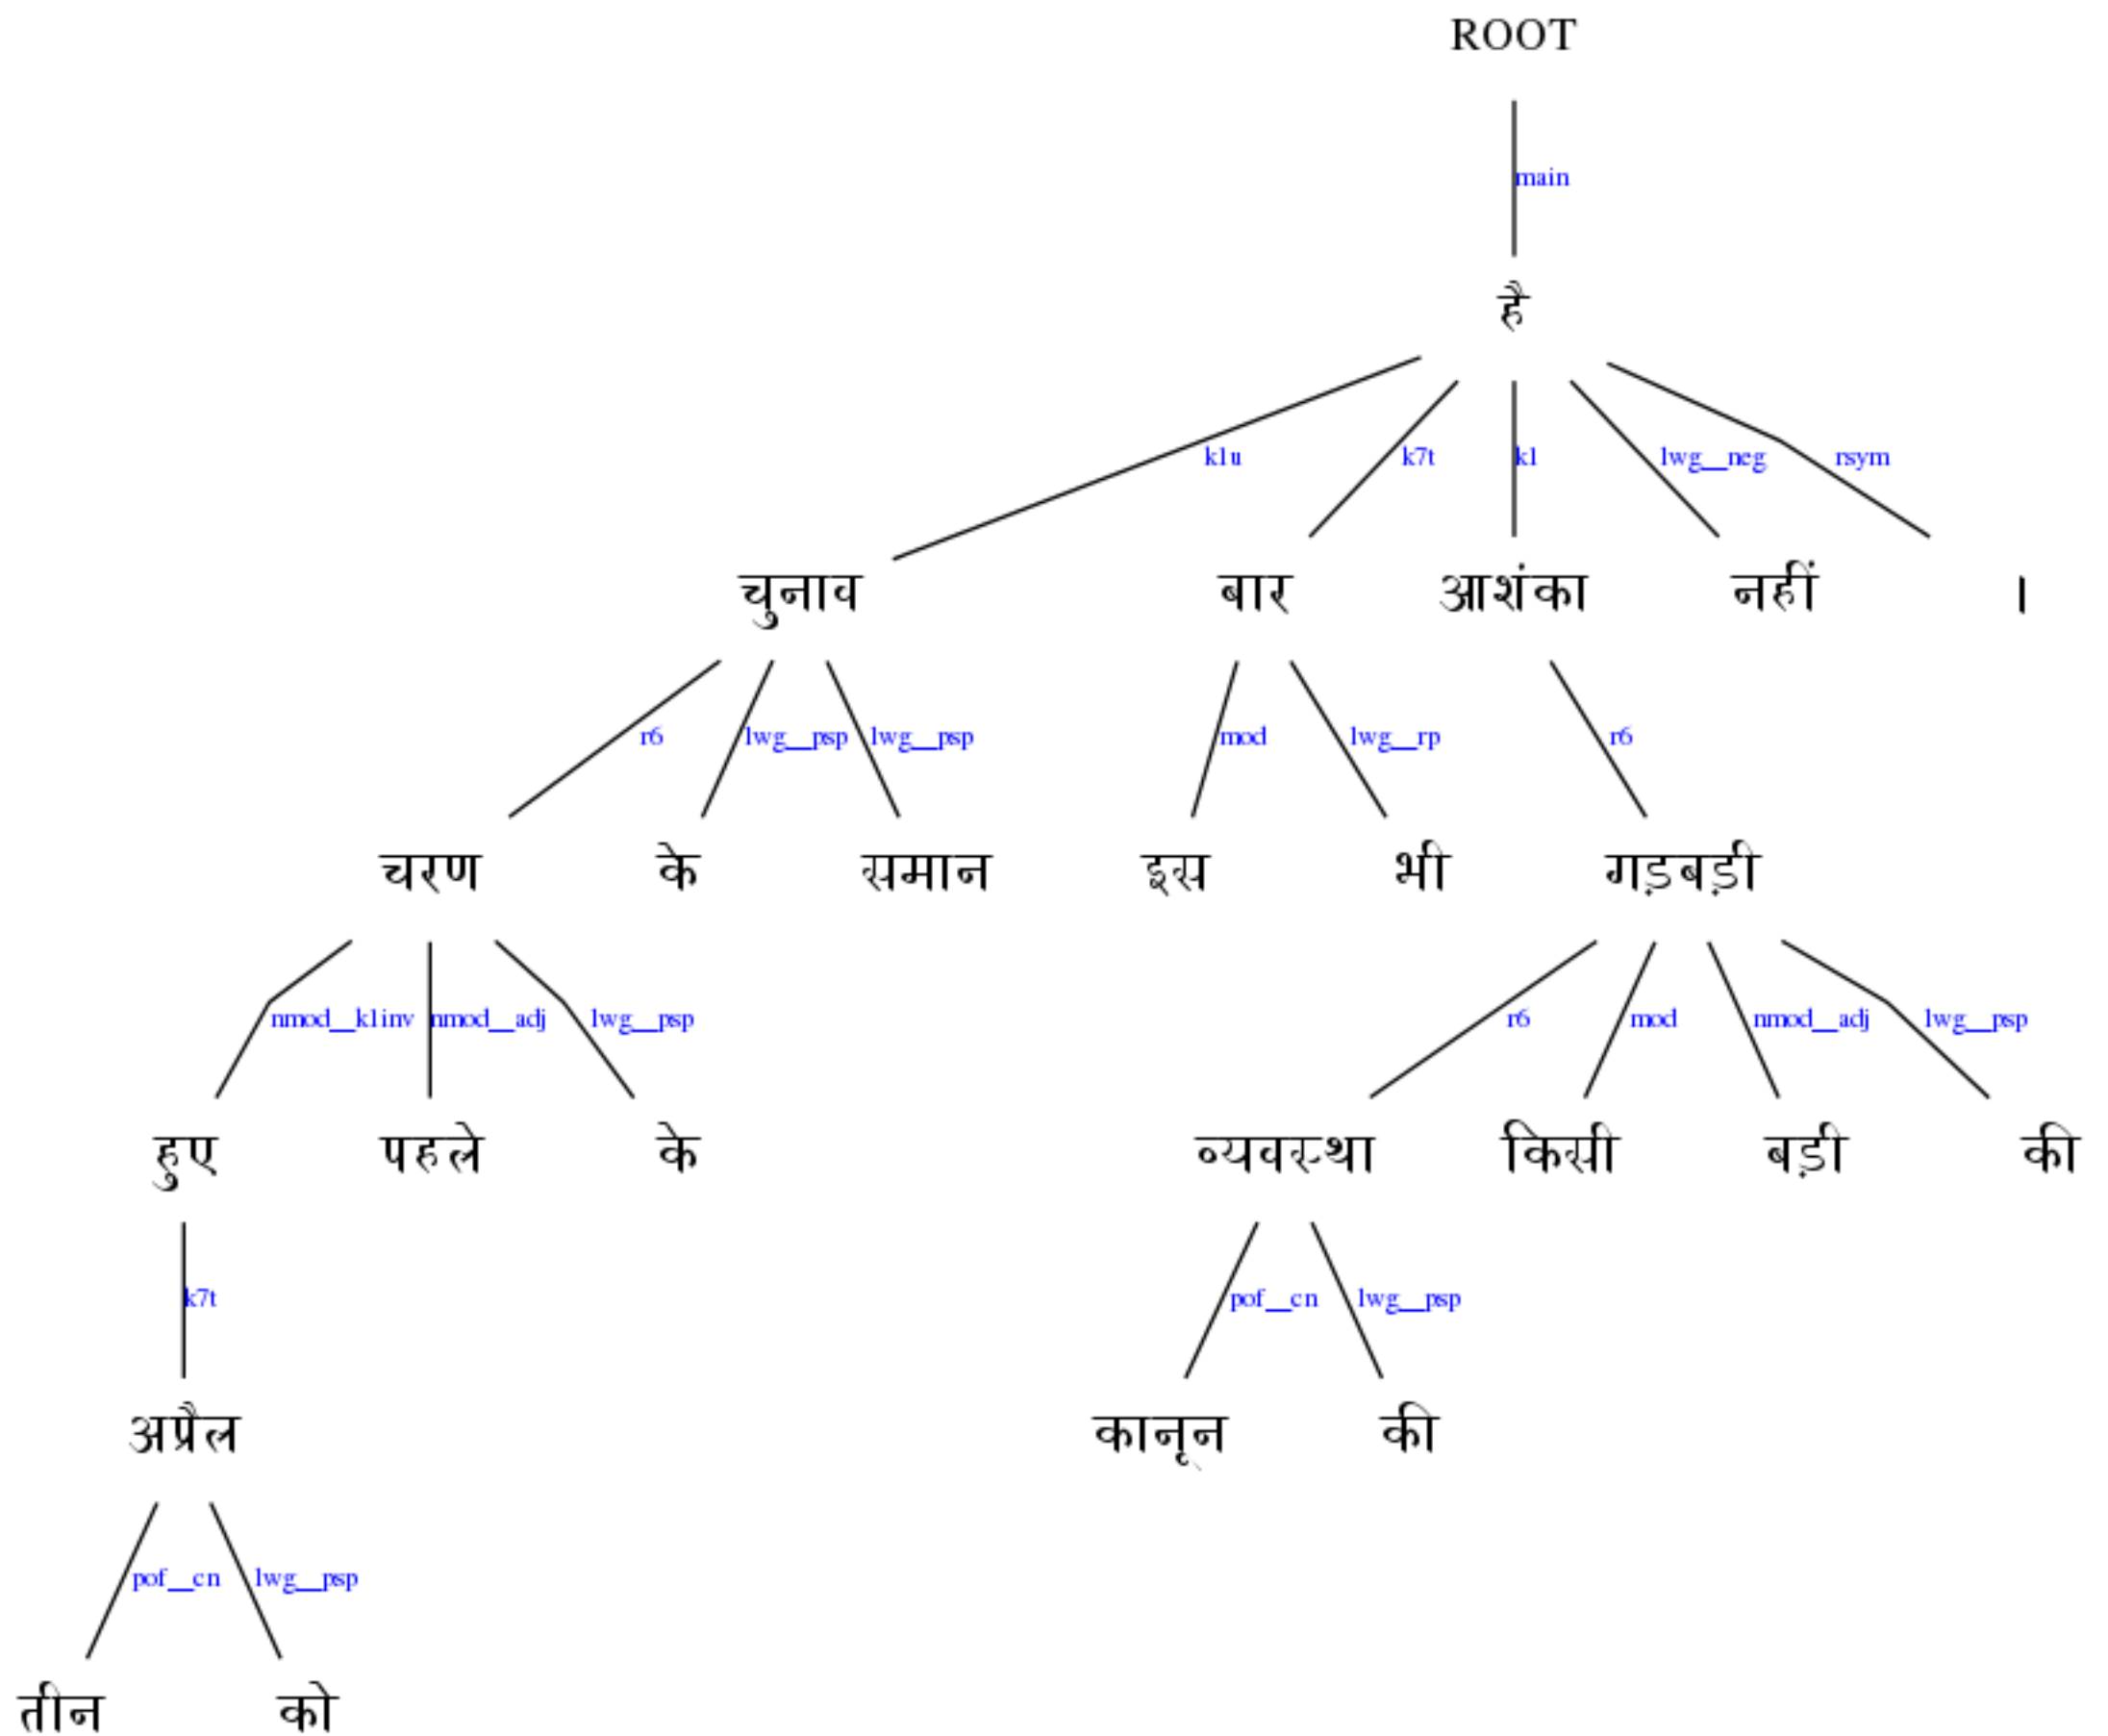 ROOT
main
है
k1u k7t k1 lwg__neg rsym
चुनाव बार आशंका नहीं ।
r6 lwg__psp lwg__psp mod lwg__rp r6
चरण के समान इस भी गड़बड़ी
nmod__k1inv nmod__adj lwg__psp r6 mod nmod__adj lwg__psp
हुए पहले के व्यवस्था किसी बड़ी की
k7t pof__cn lwg__psp
अप्रैल कानून की
pof__cn lwg__psp
तीन को